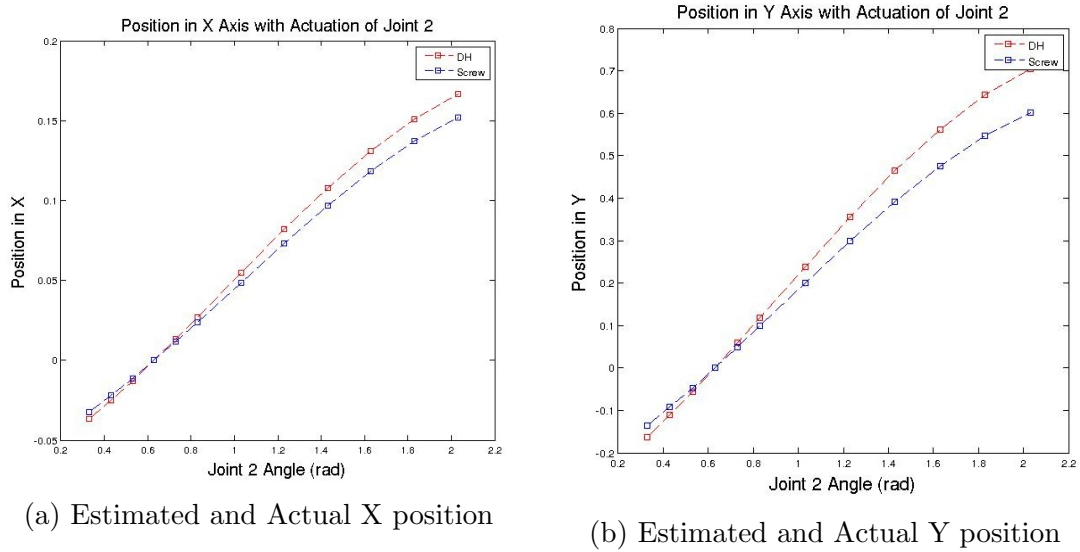 Position in X Axis with Actuation of Joint 2
0.2
DH
Screw
0.15
0.1
0.05
0
-0.05
Position in X
0.2 0.4 0.6 0.8 1 1.2 1.4 1.6 1.8 2 2.2
Joint 2 Angle (rad)
(a) Estimated and Actual X position
Position in Y Axis with Actuation of Joint 2
0.8
DH
Screw
0.7
0.6
0.5
0.4
0.3
0.2
0.1
0
-0.1
-0.2
Position in Y
0.2 0.4 0.6 0.8 1 1.2 1.4 1.6 1.8 2 2.2
Joint 2 Angle (rad)
(b) Estimated and Actual Y position